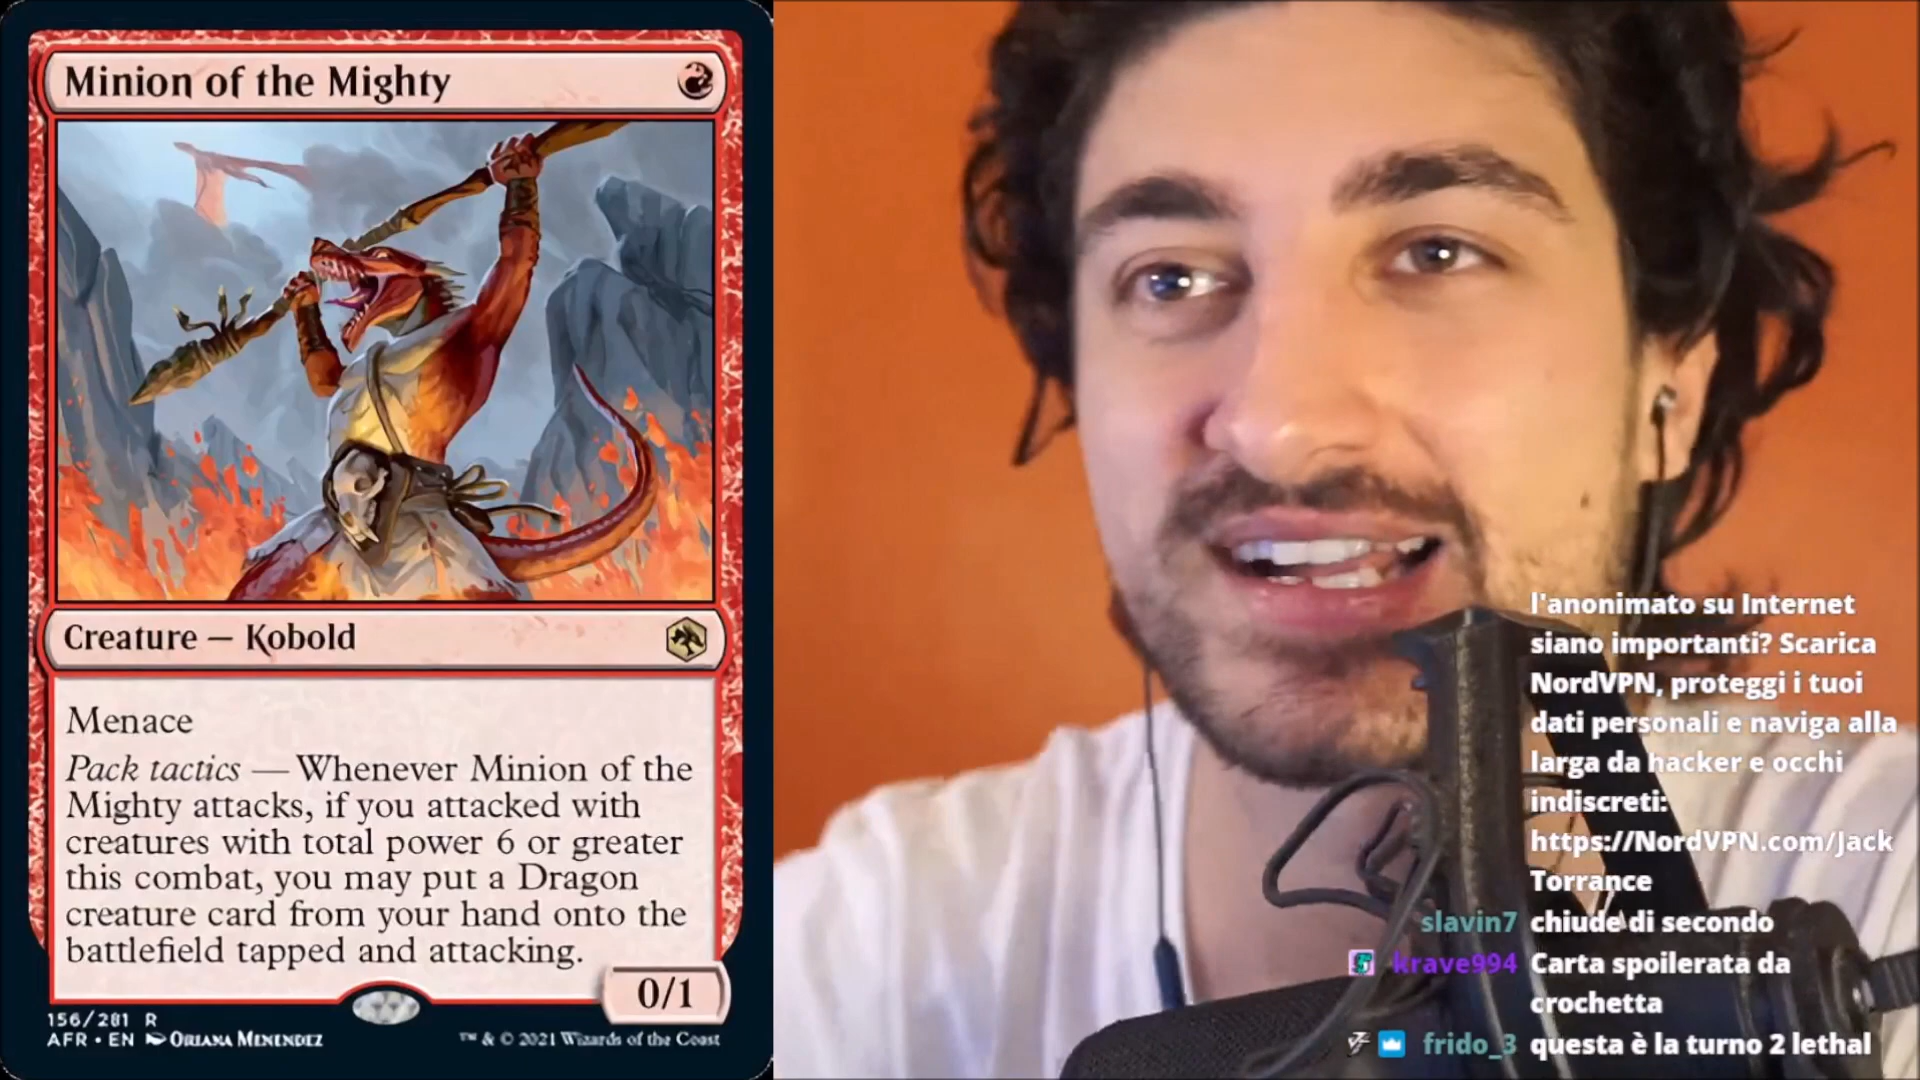 Minion of the Mighty
Creature — Kobold
Menace
Pack tactics — Whenever Minion of the
Mighty attacks, if you attacked with
creatures with total power 6 or greater
this combat, you may put a Dragon
creature card from your hand onto the
battlefield tapped and attacking.
0/1
156/281 R
AFR • EN Oriana Menendez
™ & © 2021 Wizards of the Coast
l'anonimato su Internet
siano importanti? Scarica
NordVPN, proteggi i tuoi
dati personali e naviga alla
larga da hacker e occhi
indiscreti:
https://NordVPN.com/Jack
Torrance
slavin7 chiude di secondo
krave994 Carta spoilerata da
crochetta
frido_3 questa è la turno 2 lethal